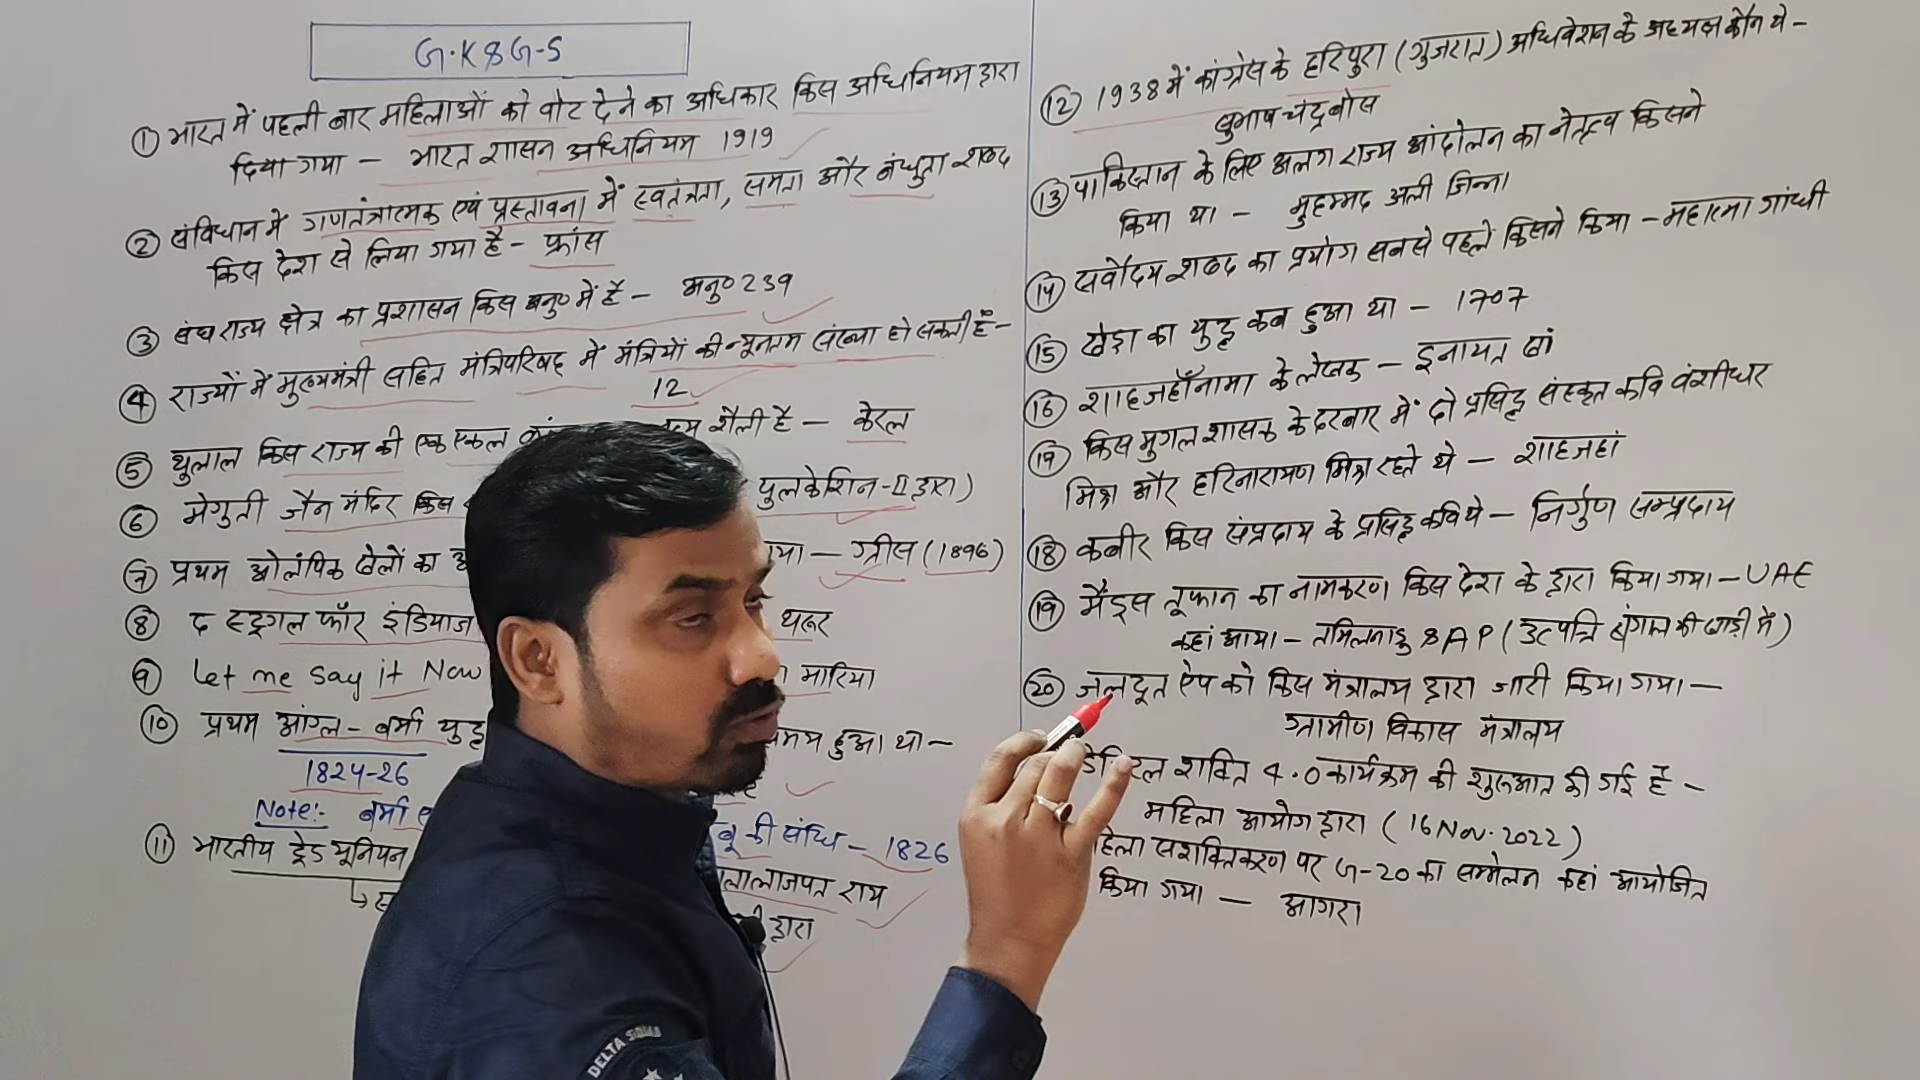 G.K & G.S
① भारत में पहली बार महिलाओं को वोट देने का अधिकार किस अधिनियम द्वारा
दिया गया - भारत शासन अधिनियम 1919
② संविधान में गणतंत्रात्मक एवं प्रस्तावना में स्वतंत्रता, समता और बंधुता शब्द
किस देश से लिया गया है - फ्रांस
③ संघ राज्य क्षेत्र का प्रशासन किस अनु० में है - अनु० 239
④ राज्यों में मुख्यमंत्री सहित मंत्रिपरिषद में मंत्रियों की न्यूनतम संख्या हो सकती है -
12
⑤ थुलाल किस राज्य की एक एकल शैली है - केरल
⑥ मेगुती जैन मंदिर किस पुलकेशिन-II द्वारा)
⑦ प्रथम ओलंपिक खेलों का - ग्रीस (1896)
⑧ द स्ट्रगल फॉर इंडियाज थरूर
⑨ Let me Say it Now मारिया
⑩ प्रथम आंग्ल - बर्मा युद्ध हुआ था -
1824-26
Note:- बर्मा की संधि - 1826
⑪ भारतीय ट्रेड यूनियन लालालाजपत राय
द्वारा
⑫ 1938 में कांग्रेस के हरिपुरा (गुजरात) अधिवेशन के अध्यक्ष कौन थे -
सुभाष चंद्र बोस
⑬ पाकिस्तान के लिए अलग राज्य आंदोलन का नेतृत्व किसने
किया था - मुहम्मद अली जिन्ना
⑭ सर्वोदय शब्द का प्रयोग सबसे पहले किसने किया - महात्मा गांधी
⑮ खेड़ा का युद्ध कब हुआ था - 1707
⑯ शाहजहाँनामा के लेखक - इनायत खां
⑰ किस मुगल शासक के दरबार में दो प्रसिद्ध संस्कृत कवि वंशीधर
मिश्र और हरिनारायण मिश्र रहते थे - शाहजहां
⑱ कबीर किस संप्रदाय के प्रसिद्ध कवि थे - निर्गुण सम्प्रदाय
⑲ मैंडूस तूफान का नामकरण किस देश के द्वारा किया गया - UAE
कहां आया - तमिलनाडु & AP (उत्पत्ति बंगाल की खाड़ी में)
⑳ जलदूत ऐप को किस मंत्रालय द्वारा जारी किया गया -
ग्रामीण विकास मंत्रालय
शक्ति 4.0 कार्यक्रम की शुरूआत की गई है -
महिला आयोग द्वारा (16 Nov. 2022)
सशक्तिकरण पर G-20 का सम्मेलन कहां आयोजित
किया गया - आगरा
DELTA